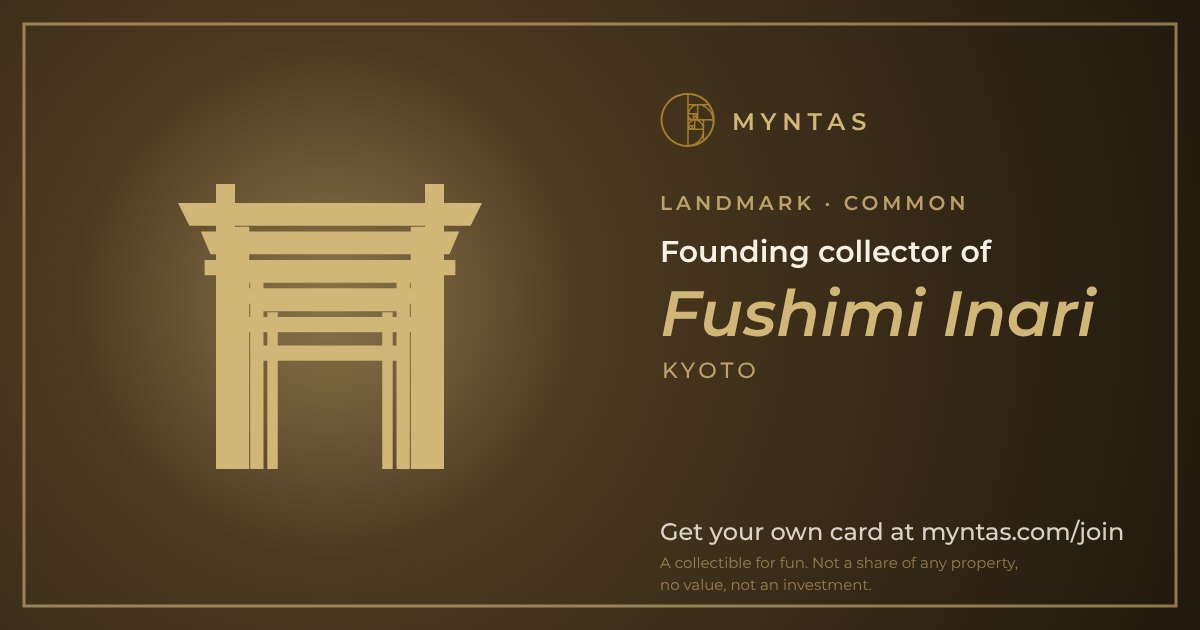 MYNTAS
LANDMARK · COMMON
Founding collector of
Fushimi Inari
KYOTO
Get your own card at myntas.com/join
A collectible for fun. Not a share of any property,
no value, not an investment.